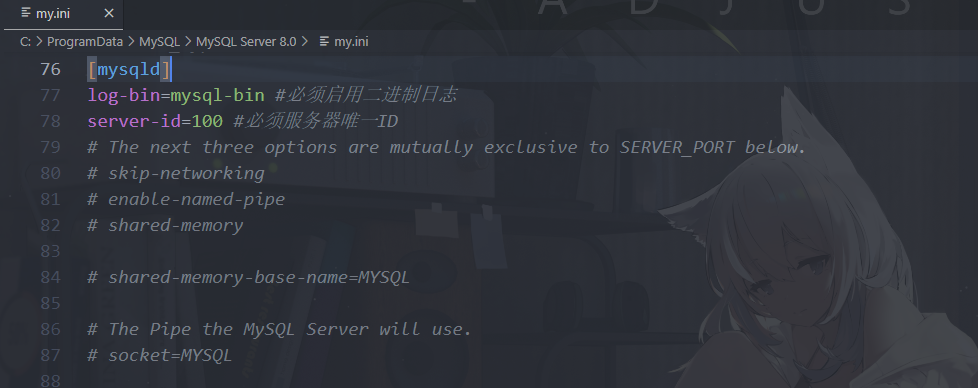 - A D J U S
my.ini ×
C: > ProgramData > MySQL > MySQL Server 8.0 > my.ini
76 [mysqld]
77 log-bin=mysql-bin #必须启用二进制日志
78 server-id=100 #必须服务器唯一ID
79 # The next three options are mutually exclusive to SERVER_PORT below.
80 # skip-networking
81 # enable-named-pipe
82 # shared-memory
83
84 # shared-memory-base-name=MYSQL
85
86 # The Pipe the MySQL Server will use.
87 # socket=MYSQL
88